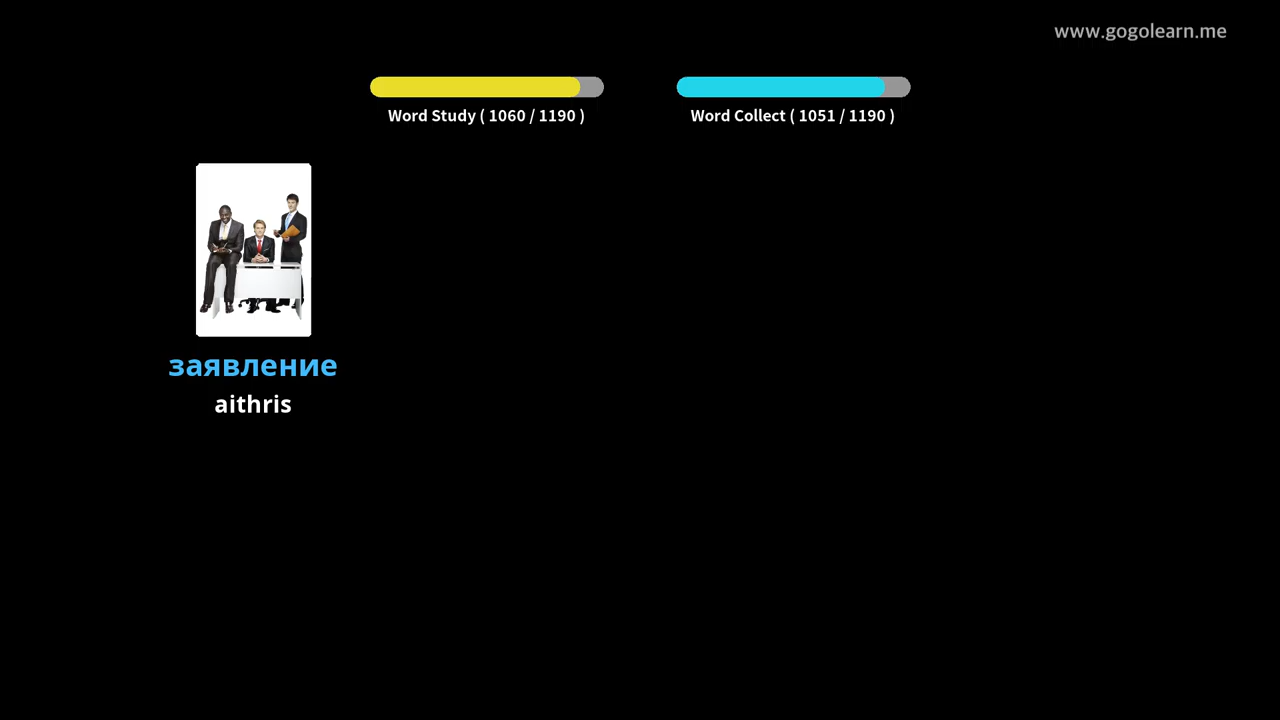 www.gogolearn.me
Word Study ( 1060 / 1190 )
Word Collect ( 1051 / 1190 )
заявление
aithris